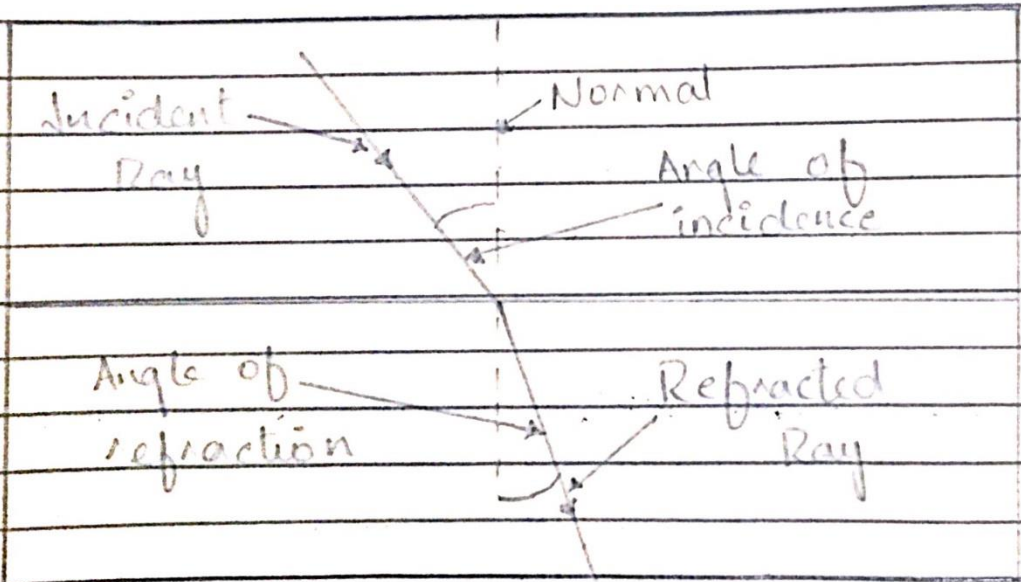 Incident
Ray
Normal
Angle of
incidence
Angle of
refraction
Refracted
Ray